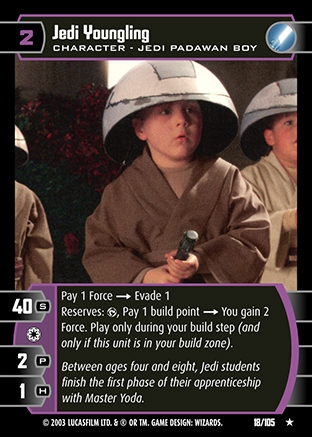 2 Jedi Youngling
CHARACTER - JEDI PADAWAN BOY
40 S
2 P
1 H
Pay 1 Force → Evade 1
Reserves: , Pay 1 build point → You gain 2
Force. Play only during your build step (and
only if this unit is in your build zone).
Between ages four and eight, Jedi students
finish the first phase of their apprenticeship
with Master Yoda.
© 2003 LUCASFILM LTD. & ® OR TM. GAME DESIGN: WIZARDS. 18/105 ★